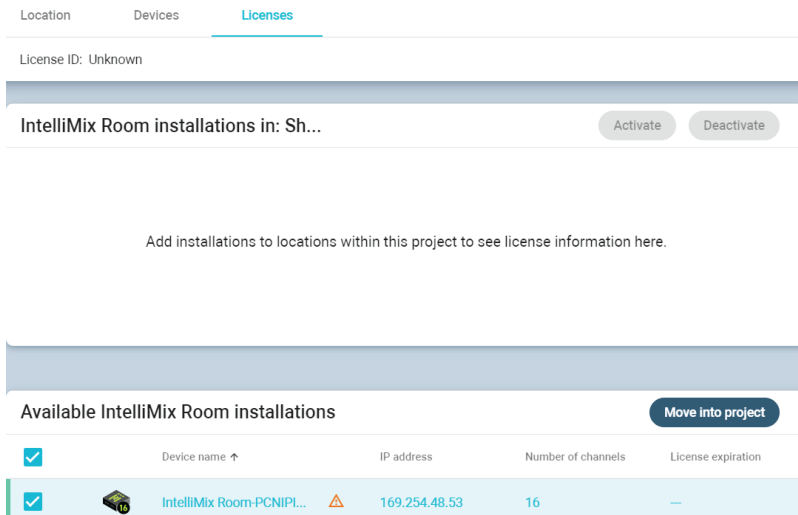 Location Devices Licenses
License ID: Unknown
IntelliMix Room installations in: Sh... Activate Deactivate
Add installations to locations within this project to see license information here.
Available IntelliMix Room installations Move into project
Device name ↑ IP address Number of channels License expiration
16 IntelliMix Room-PCNIPI... 169.254.48.53 16 —